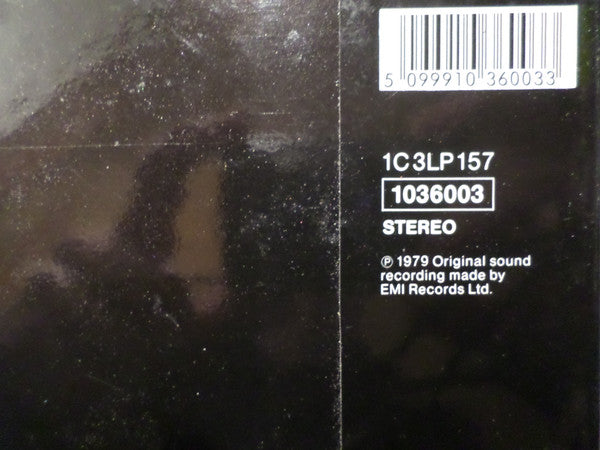 5 099910 360033
1C 3LP 157
1036003
STEREO
℗ 1979 Original sound
recording made by
EMI Records Ltd.